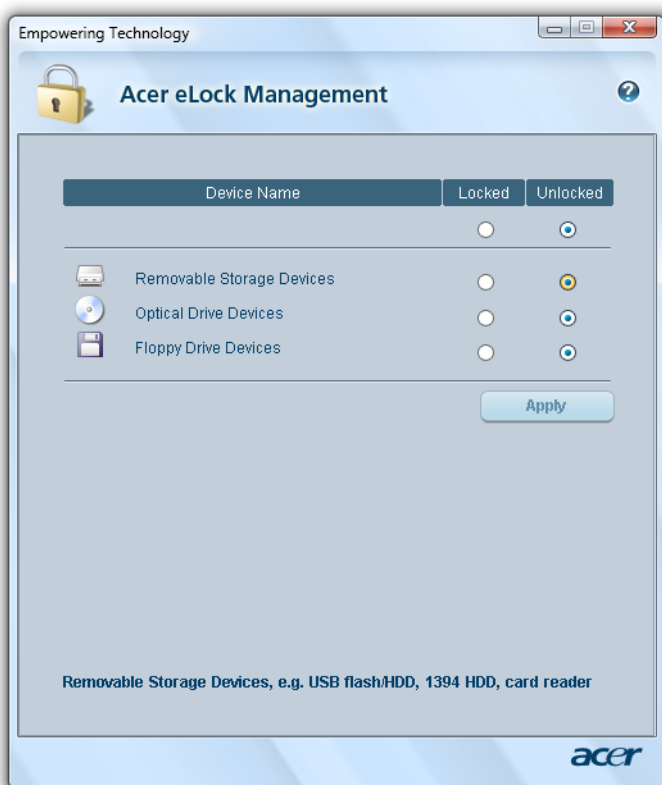 Empowering Technology
Acer eLock Management
?
Device Name Locked Unlocked
Removable Storage Devices
Optical Drive Devices
Floppy Drive Devices
Apply
Removable Storage Devices, e.g. USB flash/HDD, 1394 HDD, card reader
acer